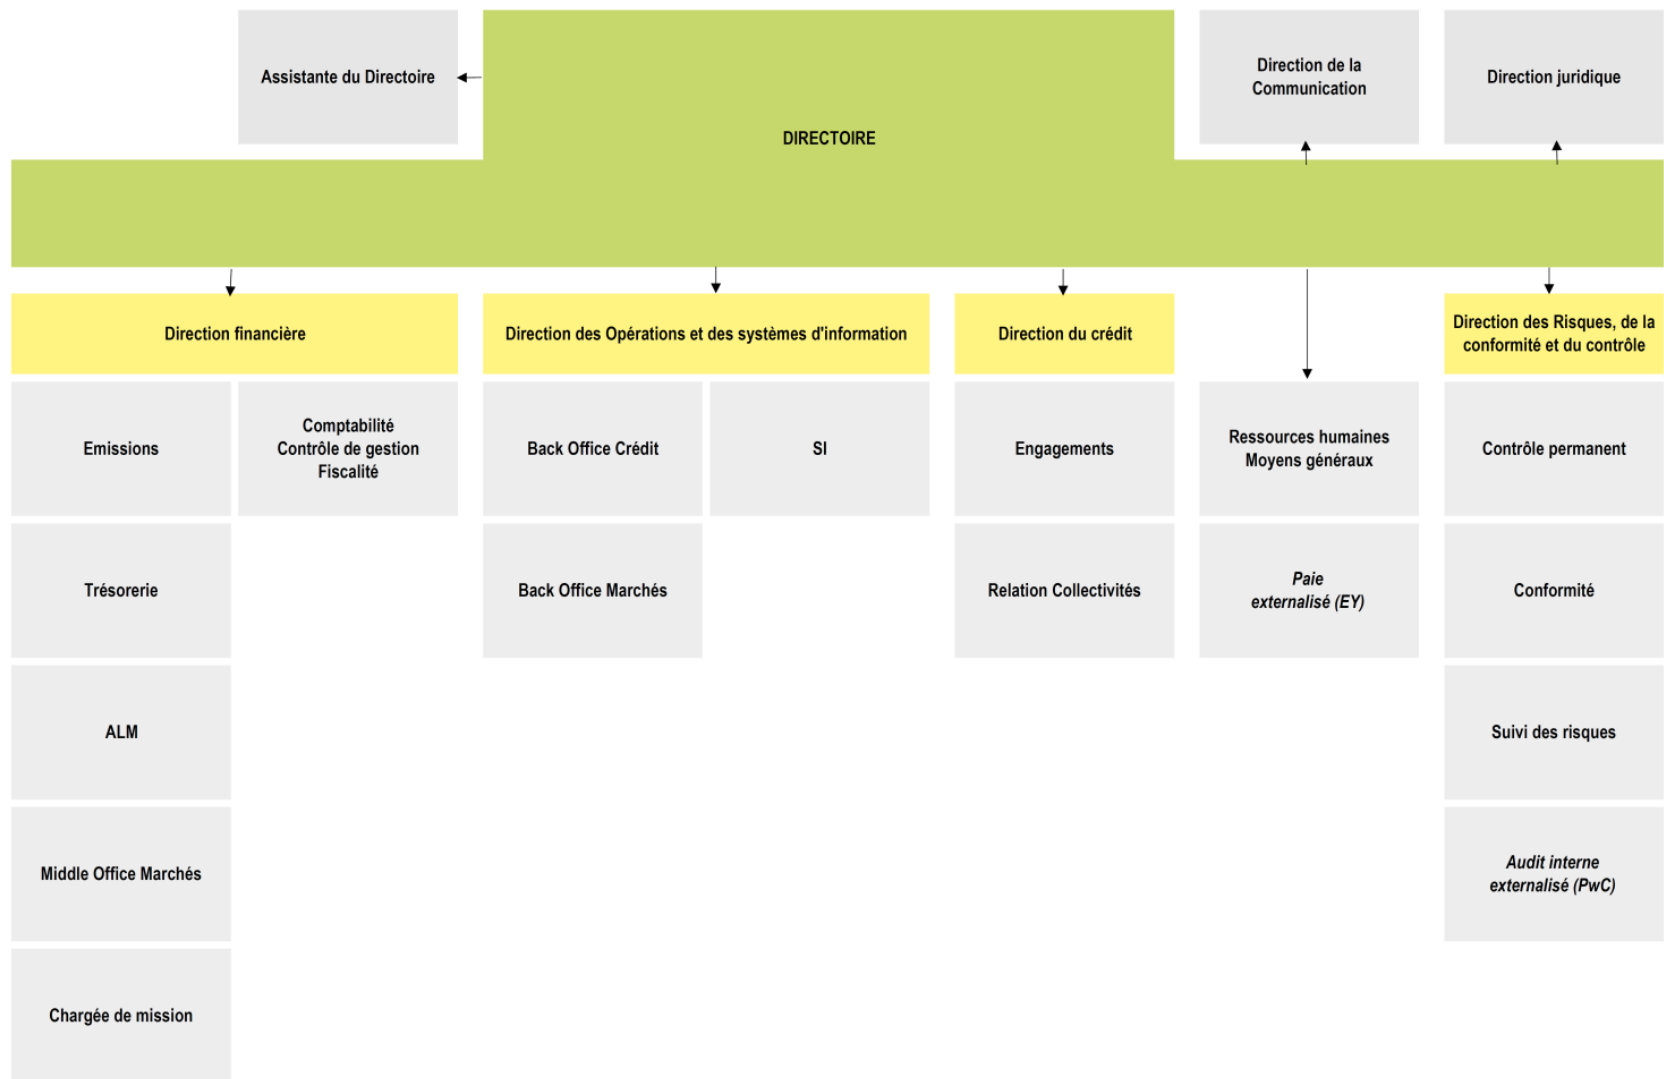 Assistante du Directoire
DIRECTOIRE
Direction de la
Communication
Direction juridique
Direction financière
Direction des Opérations et des systèmes d'information
Direction du crédit
Direction des Risques, de la
conformité et du contrôle
Emissions
Comptabilité
Contrôle de gestion
Fiscalité
Back Office Crédit
SI
Engagements
Ressources humaines
Moyens généraux
Contrôle permanent
Trésorerie
Back Office Marchés
Relation Collectivités
Paie
externalisé (EY)
Conformité
ALM
Suivi des risques
Middle Office Marchés
Audit interne
externalisé (PwC)
Chargée de mission